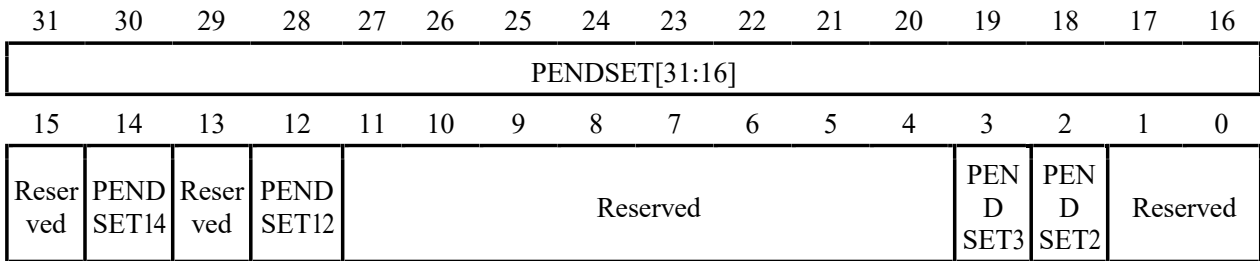 31 30 29 28 27 26 25 24 23 22 21 20 19 18 17 16
PENDSET[31:16]
15 14 13 12 11 10 9 8 7 6 5 4 3 2 1 0
Reser
ved
PEND
SET14
Reser
ved
PEND
SET12
Reserved
PEN
D
SET3
PEN
D
SET2
Reserved